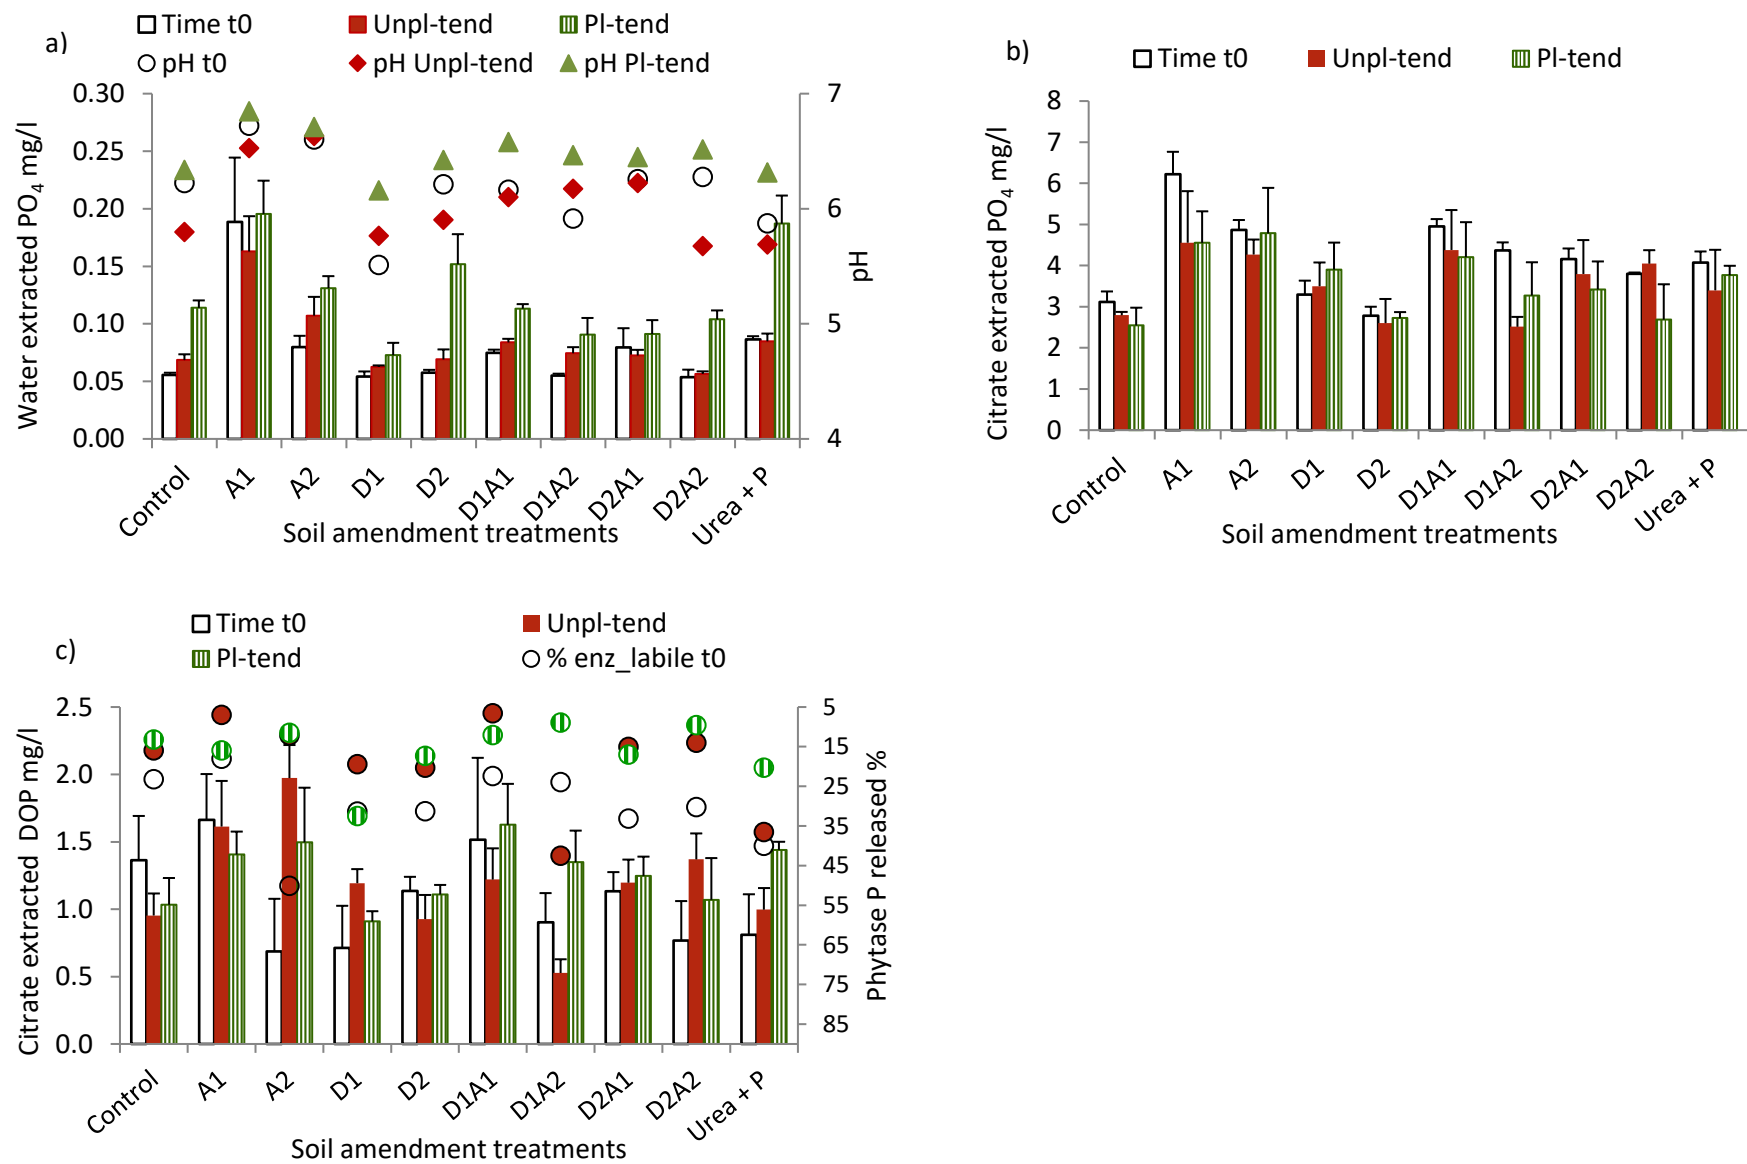 a)
Time t0 Unpl-tend Pl-tend
pH t0 pH Unpl-tend pH Pl-tend
Water extracted PO4 mg/l
0.30
0.25
0.20
0.15
0.10
0.05
0.00
7
6
5
4
pH
Control A1 A2 D1 D2 D1A1 D1A2 D2A1 D2A2 Urea + P
Soil amendment treatments
b)
Time t0 Unpl-tend Pl-tend
Citrate extracted PO4 mg/l
8
7
6
5
4
3
2
1
0
Control A1 A2 D1 D2 D1A1 D1A2 D2A1 D2A2 Urea + P
Soil amendment treatments
c)
Time t0 Unpl-tend
Pl-tend % enz_labile t0
Citrate extracted DOP mg/l
2.5
2.0
1.5
1.0
0.5
0.0
5
15
25
35
45
55
65
75
85
Phytase P released %
Control A1 A2 D1 D2 D1A1 D1A2 D2A1 D2A2 Urea + P
Soil amendment treatments